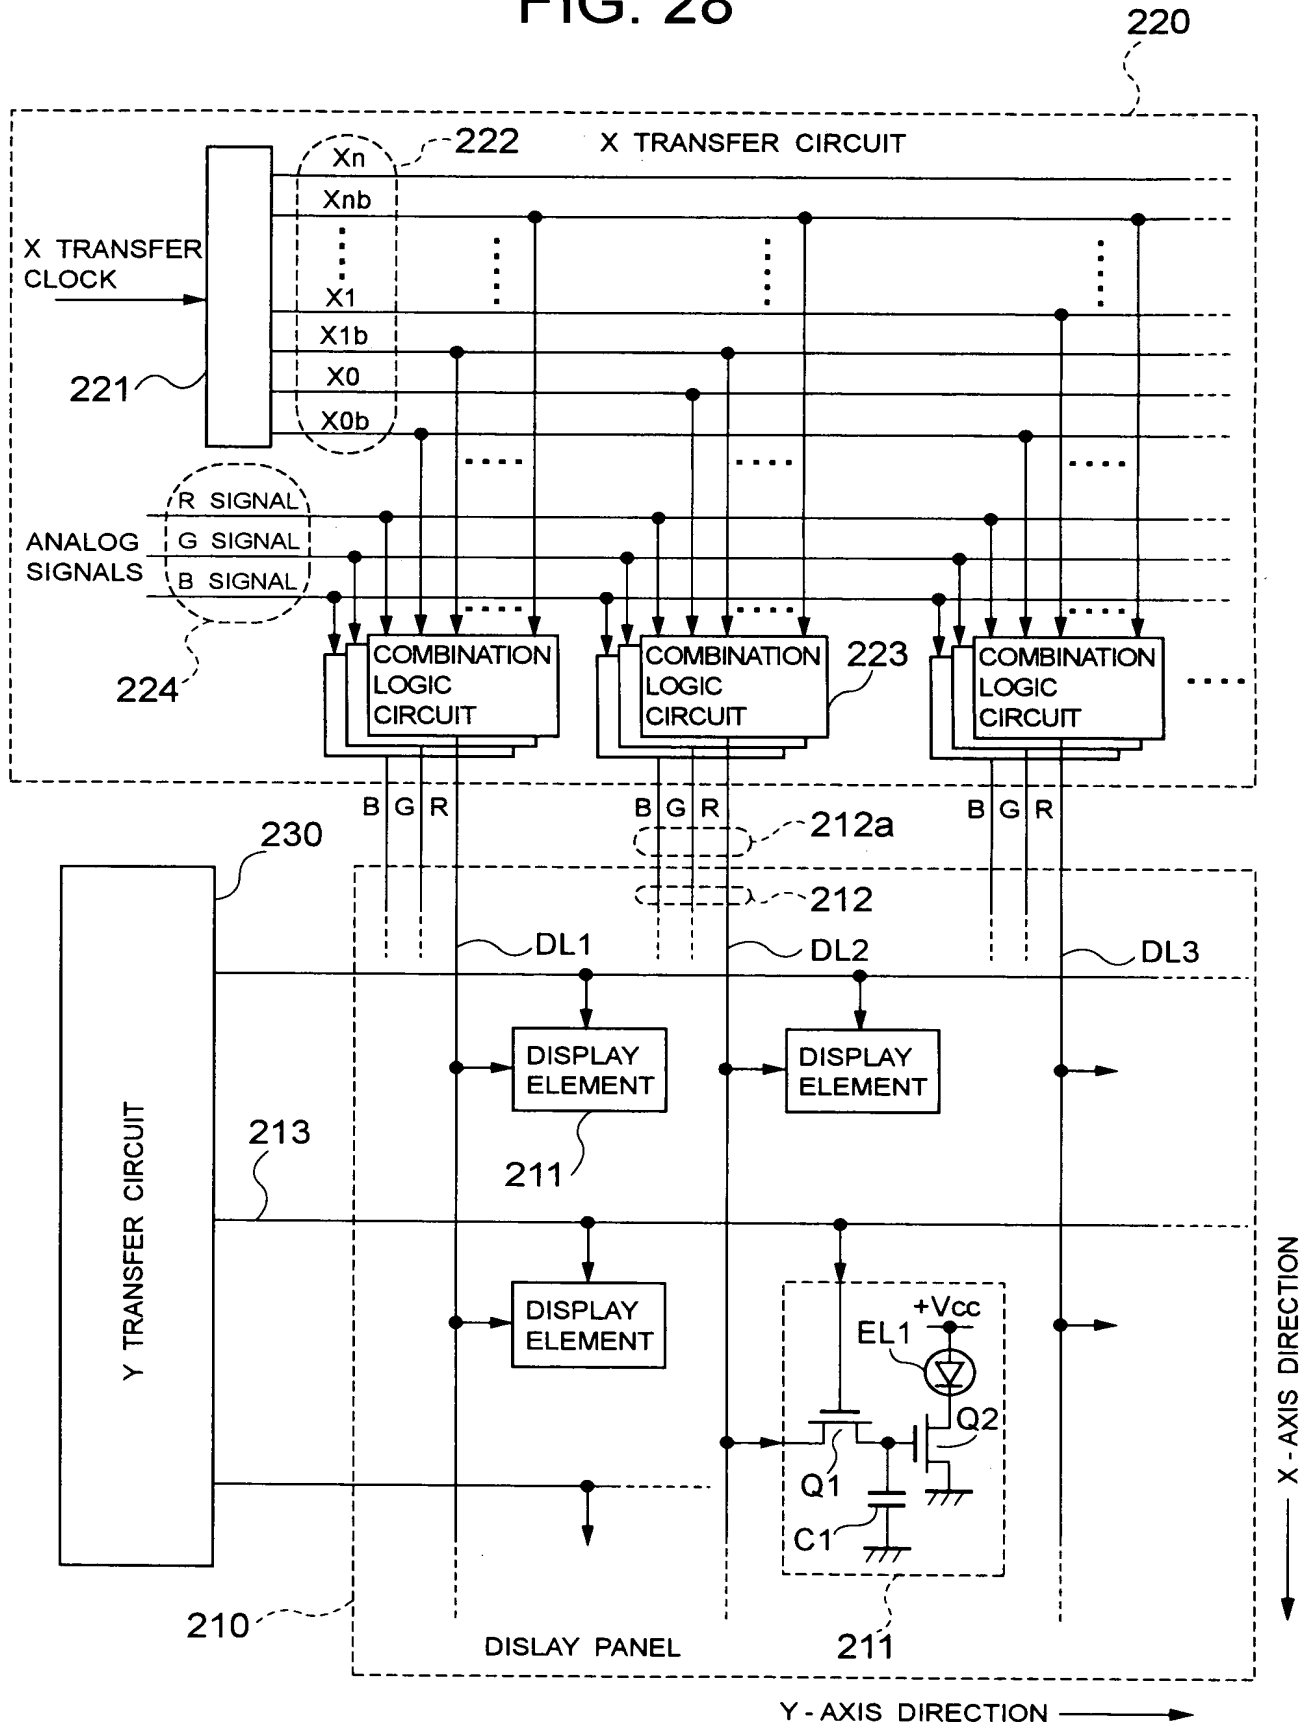 FIG. 28
220
X TRANSFER CIRCUIT
222
Xn
Xnb
X TRANSFER
CLOCK
X1
X1b
X0
X0b
221
R SIGNAL
G SIGNAL
B SIGNAL
ANALOG
SIGNALS
224
COMBINATION
LOGIC
CIRCUIT
COMBINATION
LOGIC
CIRCUIT
223
COMBINATION
LOGIC
CIRCUIT
B G R
B G R
B G R
212a
212
230
DL1
DL2
DL3
DISPLAY
ELEMENT
DISPLAY
ELEMENT
211
213
Y TRANSFER CIRCUIT
DISPLAY
ELEMENT
+Vcc
EL1
Q2
Q1
C1
211
210
DISLAY PANEL
X-AXIS DIRECTION
Y-AXIS DIRECTION